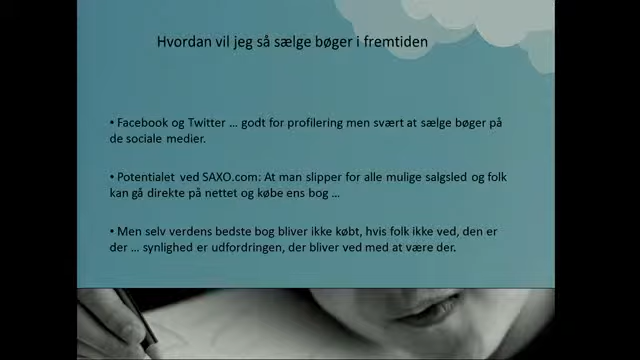 Hvordan vil jeg så sælge bøger i fremtiden
• Facebook og Twitter … godt for profilering men svært at sælge bøger på
de sociale medier.
• Potentialet ved SAXO.com: At man slipper for alle mulige salgsled og folk
kan gå direkte på nettet og købe ens bog …
• Men selv verdens bedste bog bliver ikke købt, hvis folk ikke ved, den er
der … synlighed er udfordringen, der bliver ved med at være der.